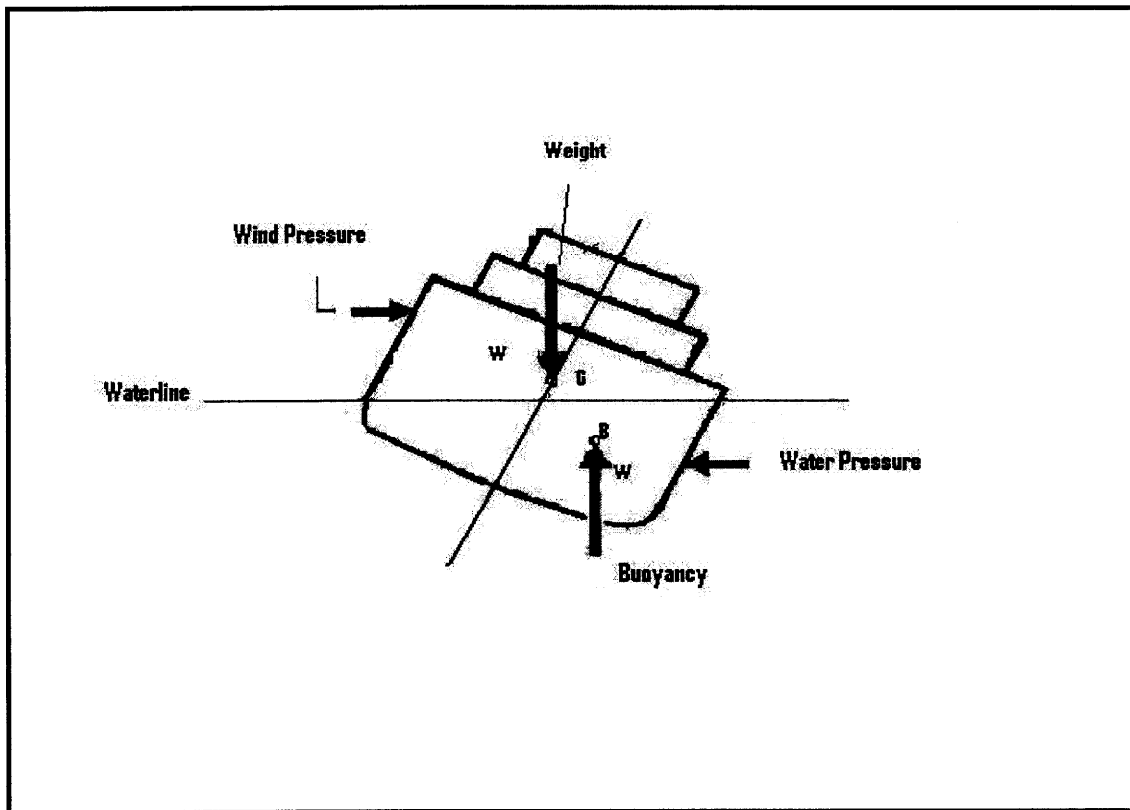 Weight
Wind Pressure
W
G
Waterline
B
W
Water Pressure
Buoyancy